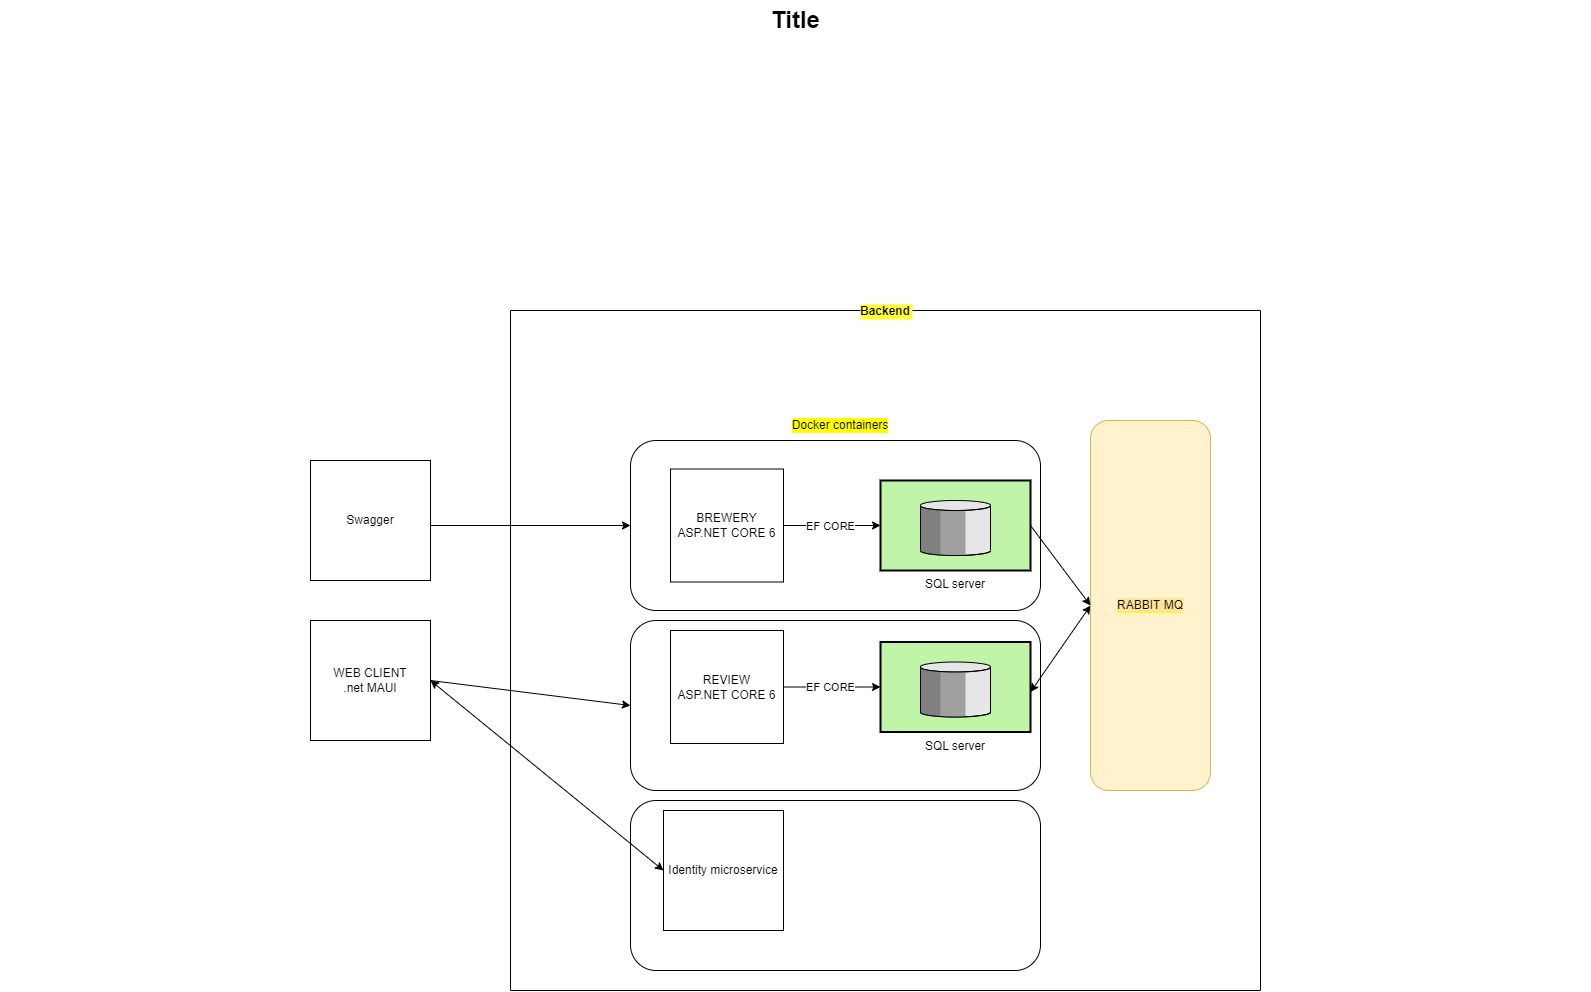 Title
Backend
Docker containers
Swagger
BREWERY
ASP.NET CORE 6
EF CORE
SQL server
RABBIT MQ
WEB CLIENT
.net MAUI
REVIEW
ASP.NET CORE 6
EF CORE
SQL server
Identity microservice